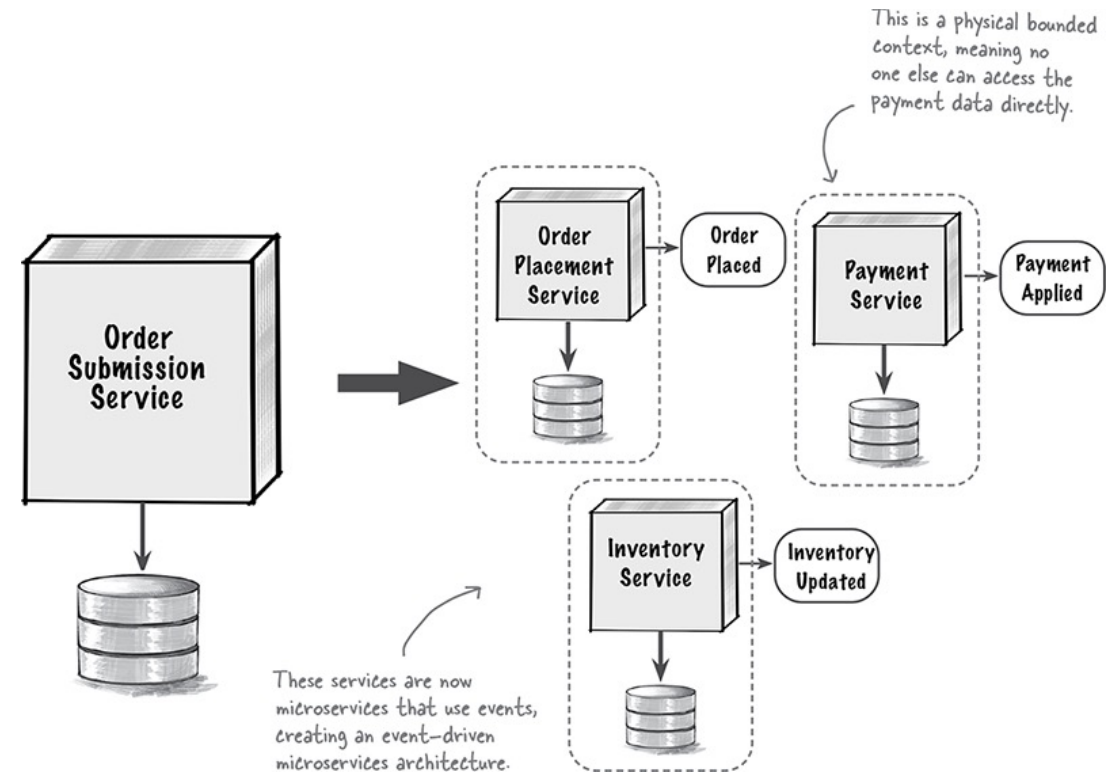 This is a physical bounded
context, meaning no
one else can access the
payment data directly.
Order
Submission
Service
Order
Placement
Service
Order
Placed
Payment
Service
Payment
Applied
Inventory
Service
Inventory
Updated
These services are now
microservices that use events,
creating an event-driven
microservices architecture.